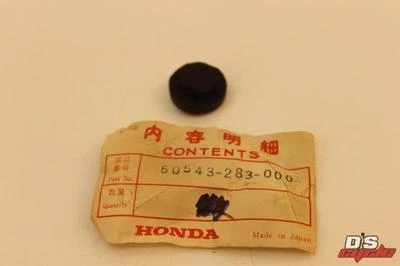 内容明細
CONTENTS
部品番号 Part No. 50543-283-000
数量 Quantity
HONDA
Made in Japan
D'S
cycle